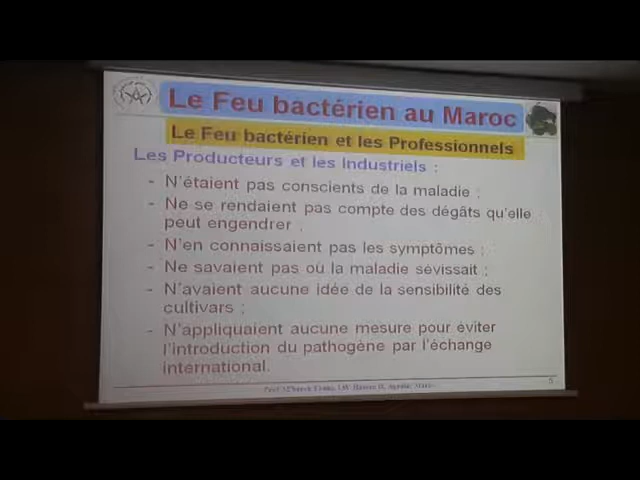 Le Feu bactérien au Maroc
Le Feu bactérien et les Professionnels
Les Producteurs et les Industriels :
- N'étaient pas conscients de la maladie ;
- Ne se rendaient pas compte des dégâts qu'elle
peut engendrer ;
- N'en connaissaient pas les symptômes ;
- Ne savaient pas où la maladie sévissait ;
- N'avaient aucune idée de la sensibilité des
cultivars ;
- N'appliquaient aucune mesure pour éviter
l'introduction du pathogène par l'échange
international.
5